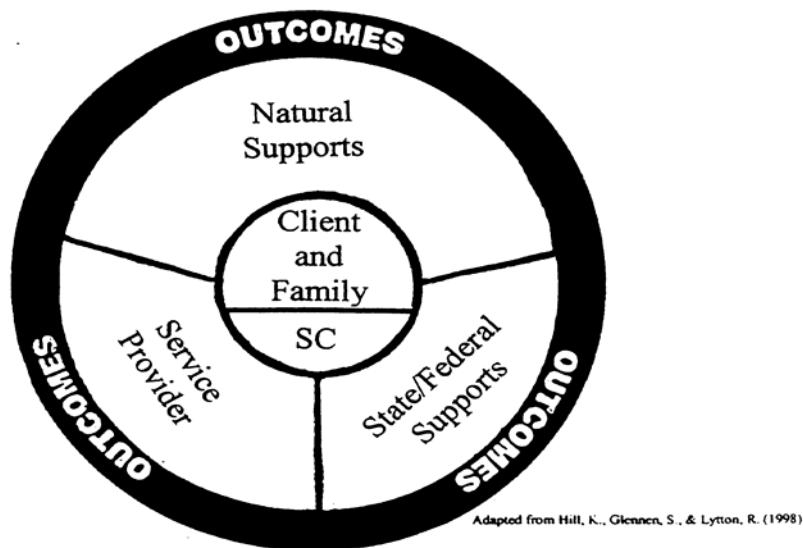 OUTCOMES
Natural
Supports
Client
and
Family
SC
Service
Provider
State/Federal
Supports
OUTCOMES
OUTCOMES
Adapted from Hill, K., Glennen, S., & Lytton, R. (1998)